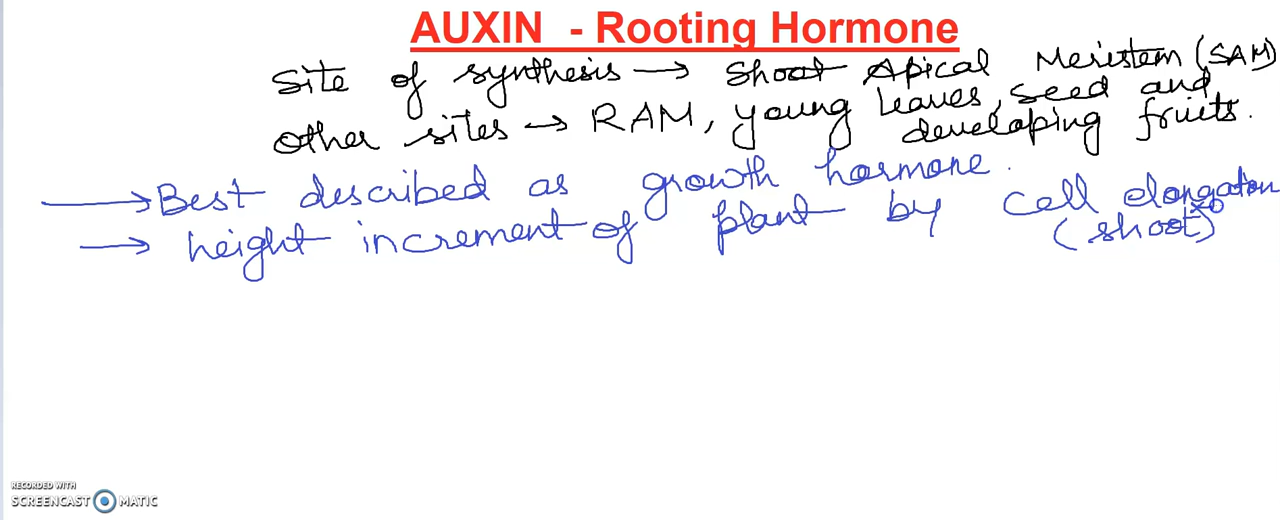 AUXIN - Rooting Hormone
Site of synthesis → Shoot Apical Meristem (SAM)
Other sites → RAM, young leaves, seed and
developing fruits.
→ Best described as growth hormone.
→ height increment of plant by cell elongation
(shoot)
RECORDED WITH
SCREENCAST MATIC